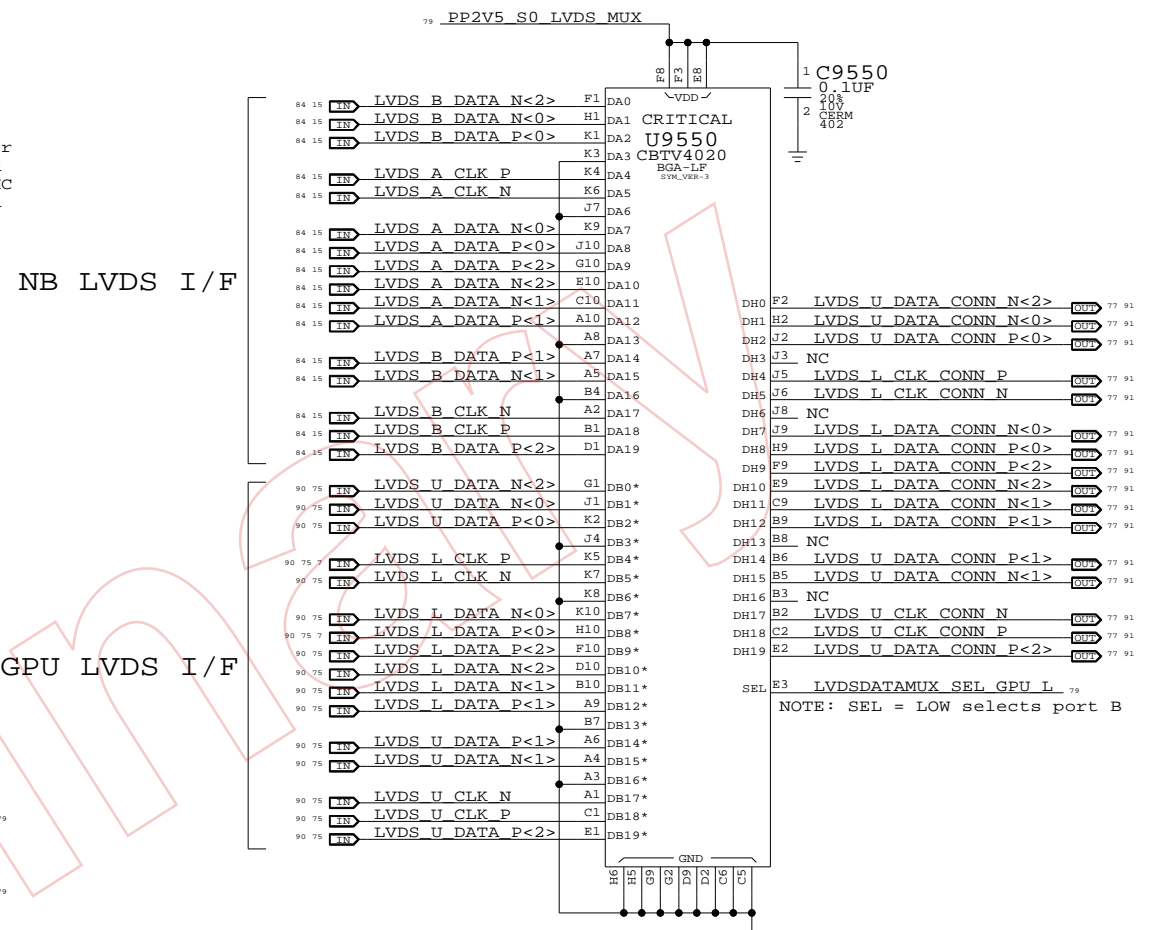 79 PP2V5_S0_LVDS_MUX
F8 F3 E8
VDD
1 C9550
0.1UF
20%
10V
2 CERM
402
CRITICAL
U9550
CBTV4020
BGA-LF
SYM_VER-3
r
C
NB LVDS I/F
84 15 IN LVDS_B_DATA_N<2> F1 DA0
84 15 IN LVDS_B_DATA_N<0> H1 DA1
84 15 IN LVDS_B_DATA_P<0> K1 DA2
K3 DA3
84 15 IN LVDS_A_CLK_P K4 DA4
84 15 IN LVDS_A_CLK_N K6 DA5
J7 DA6
84 15 IN LVDS_A_DATA_N<0> K9 DA7
84 15 IN LVDS_A_DATA_P<0> J10 DA8
84 15 IN LVDS_A_DATA_P<2> G10 DA9
84 15 IN LVDS_A_DATA_N<2> E10 DA10
84 15 IN LVDS_A_DATA_N<1> C10 DA11
84 15 IN LVDS_A_DATA_P<1> A10 DA12
A8 DA13
84 15 IN LVDS_B_DATA_P<1> A7 DA14
84 15 IN LVDS_B_DATA_N<1> A5 DA15
B4 DA16
84 15 IN LVDS_B_CLK_N A2 DA17
84 15 IN LVDS_B_CLK_P B1 DA18
84 15 IN LVDS_B_DATA_P<2> D1 DA19
GPU LVDS I/F
90 75 IN LVDS_U_DATA_N<2> G1 DB0*
90 75 IN LVDS_U_DATA_N<0> J1 DB1*
90 75 IN LVDS_U_DATA_P<0> K2 DB2*
J4 DB3*
90 75 7 IN LVDS_L_CLK_P K5 DB4*
90 75 IN LVDS_L_CLK_N K7 DB5*
K8 DB6*
90 75 IN LVDS_L_DATA_N<0> K10 DB7*
90 75 7 IN LVDS_L_DATA_P<0> H10 DB8*
90 75 IN LVDS_L_DATA_P<2> F10 DB9*
90 75 IN LVDS_L_DATA_N<2> D10 DB10*
90 75 IN LVDS_L_DATA_N<1> B10 DB11*
90 75 IN LVDS_L_DATA_P<1> A9 DB12*
B7 DB13*
90 75 IN LVDS_U_DATA_P<1> A6 DB14*
90 75 IN LVDS_U_DATA_N<1> A4 DB15*
A3 DB16*
90 75 IN LVDS_U_CLK_N A1 DB17*
90 75 IN LVDS_U_CLK_P C1 DB18*
90 75 IN LVDS_U_DATA_P<2> E1 DB19*
DH0 F2 LVDS_U_DATA_CONN_N<2> OUT 77 91
DH1 H2 LVDS_U_DATA_CONN_N<0> OUT 77 91
DH2 J2 LVDS_U_DATA_CONN_P<0> OUT 77 91
DH3 J3 NC
DH4 J5 LVDS_L_CLK_CONN_P OUT 77 91
DH5 J6 LVDS_L_CLK_CONN_N OUT 77 91
DH6 J8 NC
DH7 J9 LVDS_L_DATA_CONN_N<0> OUT 77 91
DH8 H9 LVDS_L_DATA_CONN_P<0> OUT 77 91
DH9 F9 LVDS_L_DATA_CONN_P<2> OUT 77 91
DH10 E9 LVDS_L_DATA_CONN_N<2> OUT 77 91
DH11 C9 LVDS_L_DATA_CONN_N<1> OUT 77 91
DH12 B9 LVDS_L_DATA_CONN_P<1> OUT 77 91
DH13 B8 NC
DH14 B6 LVDS_U_DATA_CONN_P<1> OUT 77 91
DH15 B5 LVDS_U_DATA_CONN_N<1> OUT 77 91
DH16 B3 NC
DH17 B2 LVDS_U_CLK_CONN_N OUT 77 91
DH18 C2 LVDS_U_CLK_CONN_P OUT 77 91
DH19 E2 LVDS_U_DATA_CONN_P<2> OUT 77 91
SEL E3 LVDSDATAMUX_SEL_GPU_L 79
NOTE: SEL = LOW selects port B
79
79
GND
H6 H5 G9 G2 D9 D2 C6 C5
nary